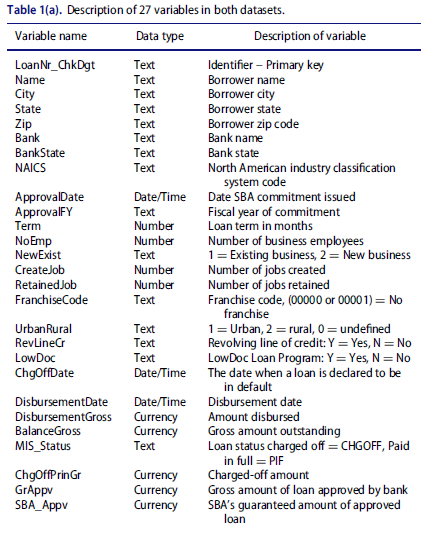 Table 1(a). Description of 27 variables in both datasets.
Variable name Data type Description of variable
LoanNr_ChkDgt Text Identifier – Primary key
Name Text Borrower name
City Text Borrower city
State Text Borrower state
Zip Text Borrower zip code
Bank Text Bank name
BankState Text Bank state
NAICS Text North American industry classification
system code
ApprovalDate Date/Time Date SBA commitment issued
ApprovalFY Text Fiscal year of commitment
Term Number Loan term in months
NoEmp Number Number of business employees
NewExist Text 1 = Existing business, 2 = New business
CreateJob Number Number of jobs created
RetainedJob Number Number of jobs retained
FranchiseCode Text Franchise code, (00000 or 00001) = No
franchise
UrbanRural Text 1 = Urban, 2 = rural, 0 = undefined
RevLineCr Text Revolving line of credit: Y = Yes, N = No
LowDoc Text LowDoc Loan Program: Y = Yes, N = No
ChgOffDate Date/Time The date when a loan is declared to be
in default
DisbursementDate Date/Time Disbursement date
DisbursementGross Currency Amount disbursed
BalanceGross Currency Gross amount outstanding
MIS_Status Text Loan status charged off = CHGOFF, Paid
in full = PIF
ChgOffPrinGr Currency Charged-off amount
GrAppv Currency Gross amount of loan approved by bank
SBA_Appv Currency SBA's guaranteed amount of approved
loan